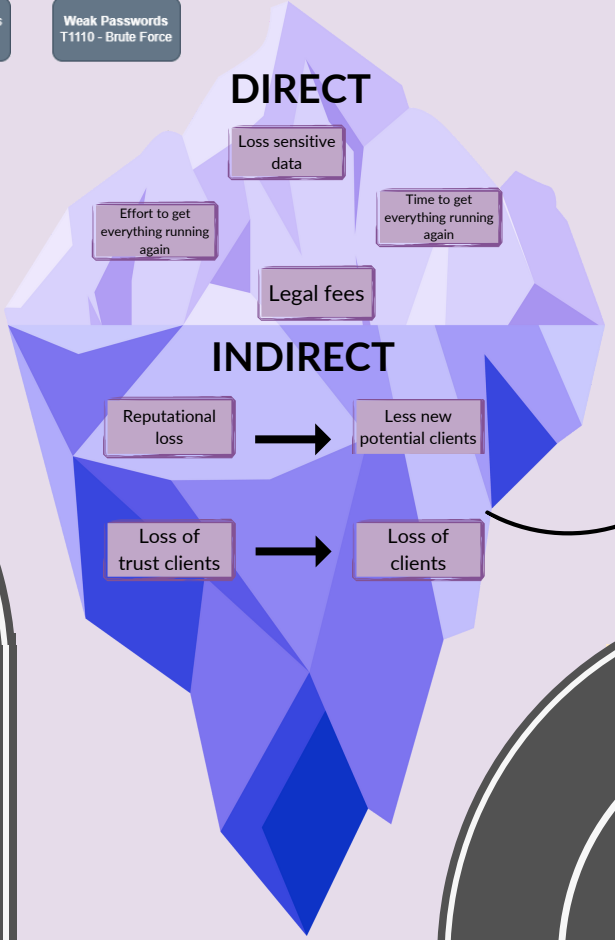 s
Weak Passwords
T1110 - Brute Force
DIRECT
Loss sensitive
data
Effort to get
everything running
again
Time to get
everything running
again
Legal fees
INDIRECT
Reputational
loss
Less new
potential clients
Loss of
trust clients
Loss of
clients